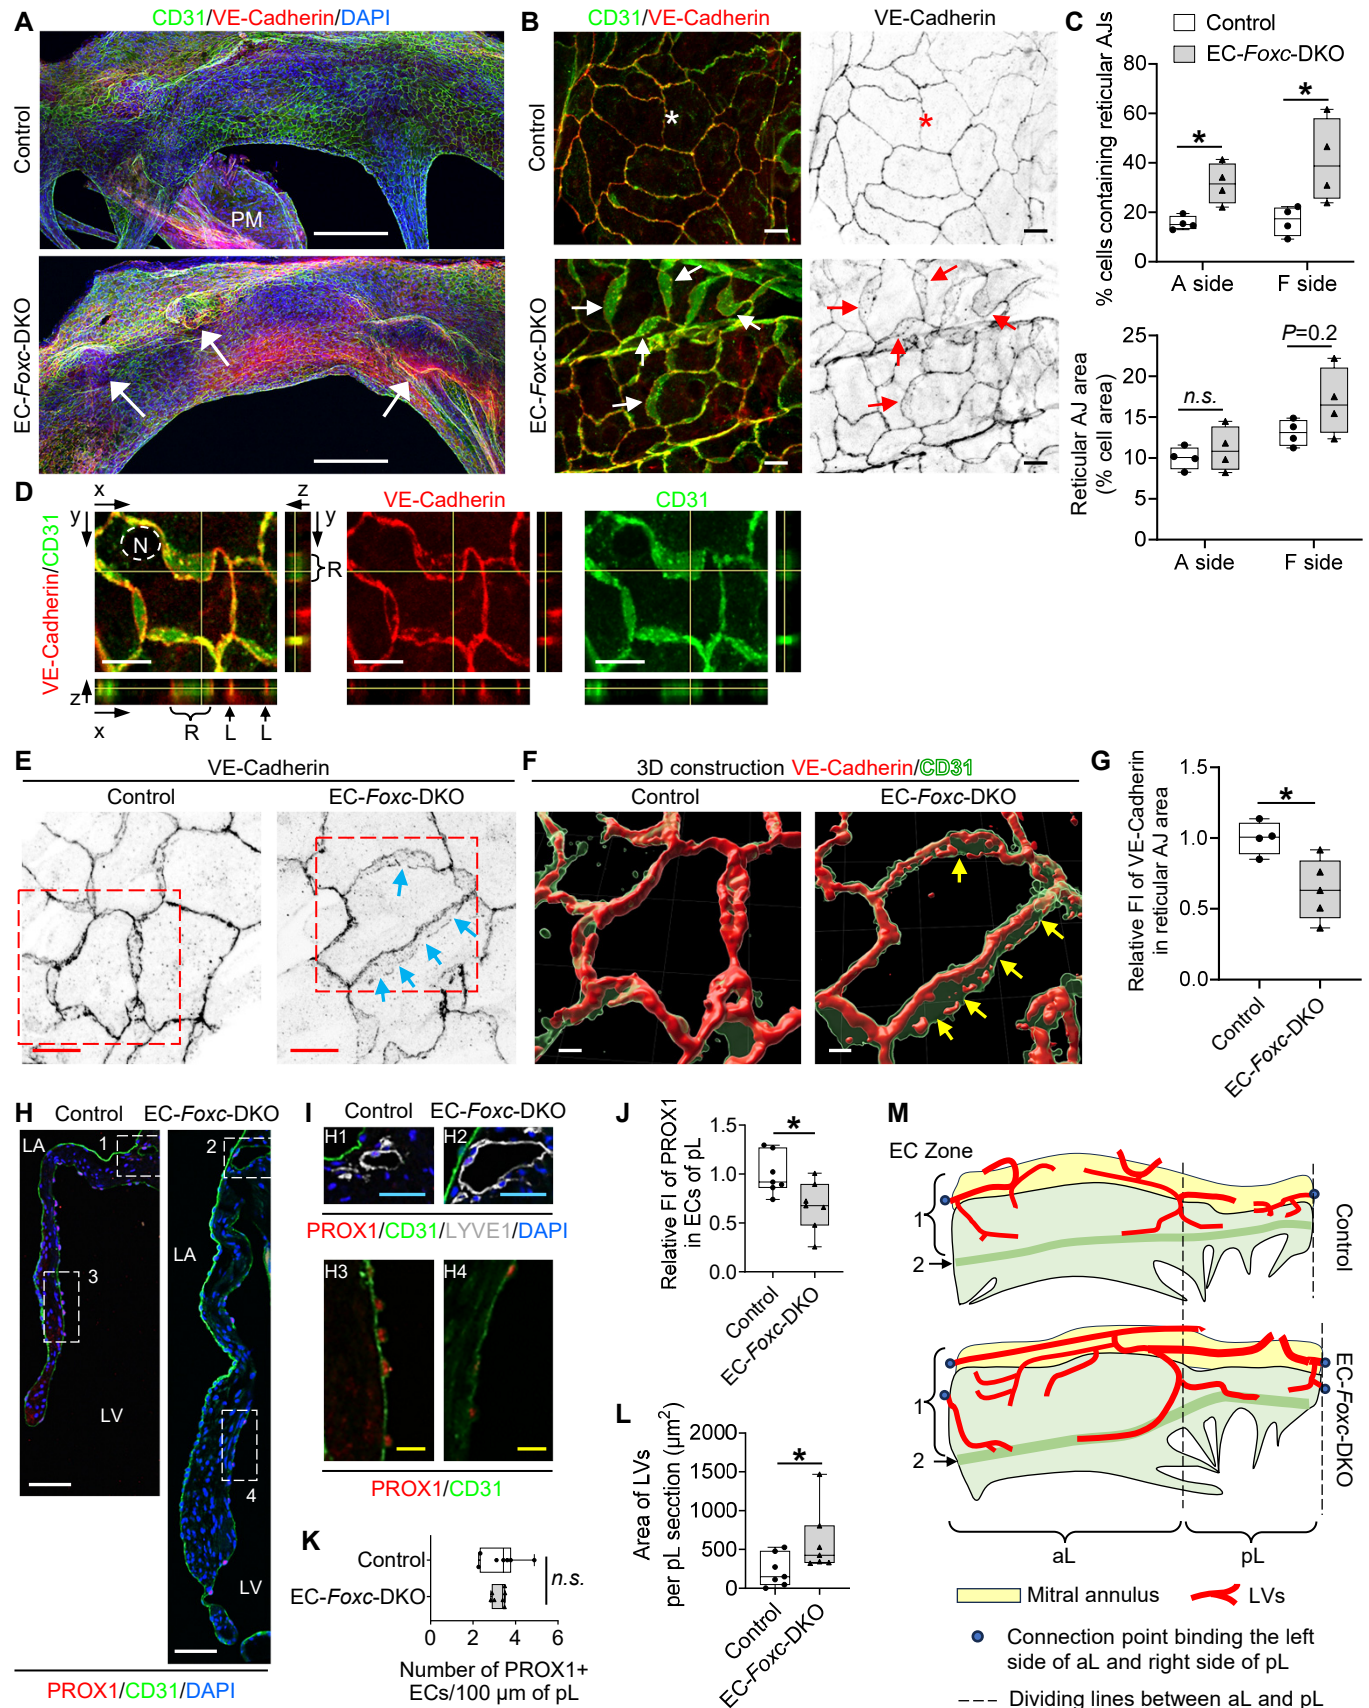 A
CD31/VE-Cadherin/DAPI
Control
PM
EC-Foxc-DKO
B
CD31/VE-Cadherin
VE-Cadherin
Control
*
*
EC-Foxc-DKO
C
Control
EC-Foxc-DKO
% cells containing reticular AJs
80
60
40
20
0
*
*
A side
F side
Reticular AJ area
(% cell area)
25
20
15
10
5
0
n.s.
P=0.2
A side
F side
D
x
z
y
y
VE-Cadherin/CD31
N
R
z
x
R
L
L
VE-Cadherin
CD31
E
VE-Cadherin
Control
EC-Foxc-DKO
F
3D construction VE-Cadherin/CD31
Control
EC-Foxc-DKO
G
Relative FI of VE-Cadherin
in reticular AJ area
1.5
1.0
0.5
0.0
*
Control
EC-Foxc-DKO
H
Control
EC-Foxc-DKO
LA
1
2
3
LA
LV
4
LV
PROX1/CD31/DAPI
I
Control
EC-Foxc-DKO
H1
H2
PROX1/CD31/LYVE1/DAPI
H3
H4
PROX1/CD31
J
Relative FI of PROX1
in ECs of pL
1.5
1.0
0.5
0.0
*
Control
EC-Foxc-DKO
K
Control
EC-Foxc-DKO
n.s.
0
2
4
6
Number of PROX1+
ECs/100 µm of pL
L
Area of LVs
per pL secction (µm²)
2000
1500
1000
500
0
*
Control
EC-Foxc-DKO
M
EC Zone
1
2
Control
1
2
EC-Foxc-DKO
aL
pL
Mitral annulus
LVs
Connection point binding the left
side of aL and right side of pL
Dividing lines between aL and pL